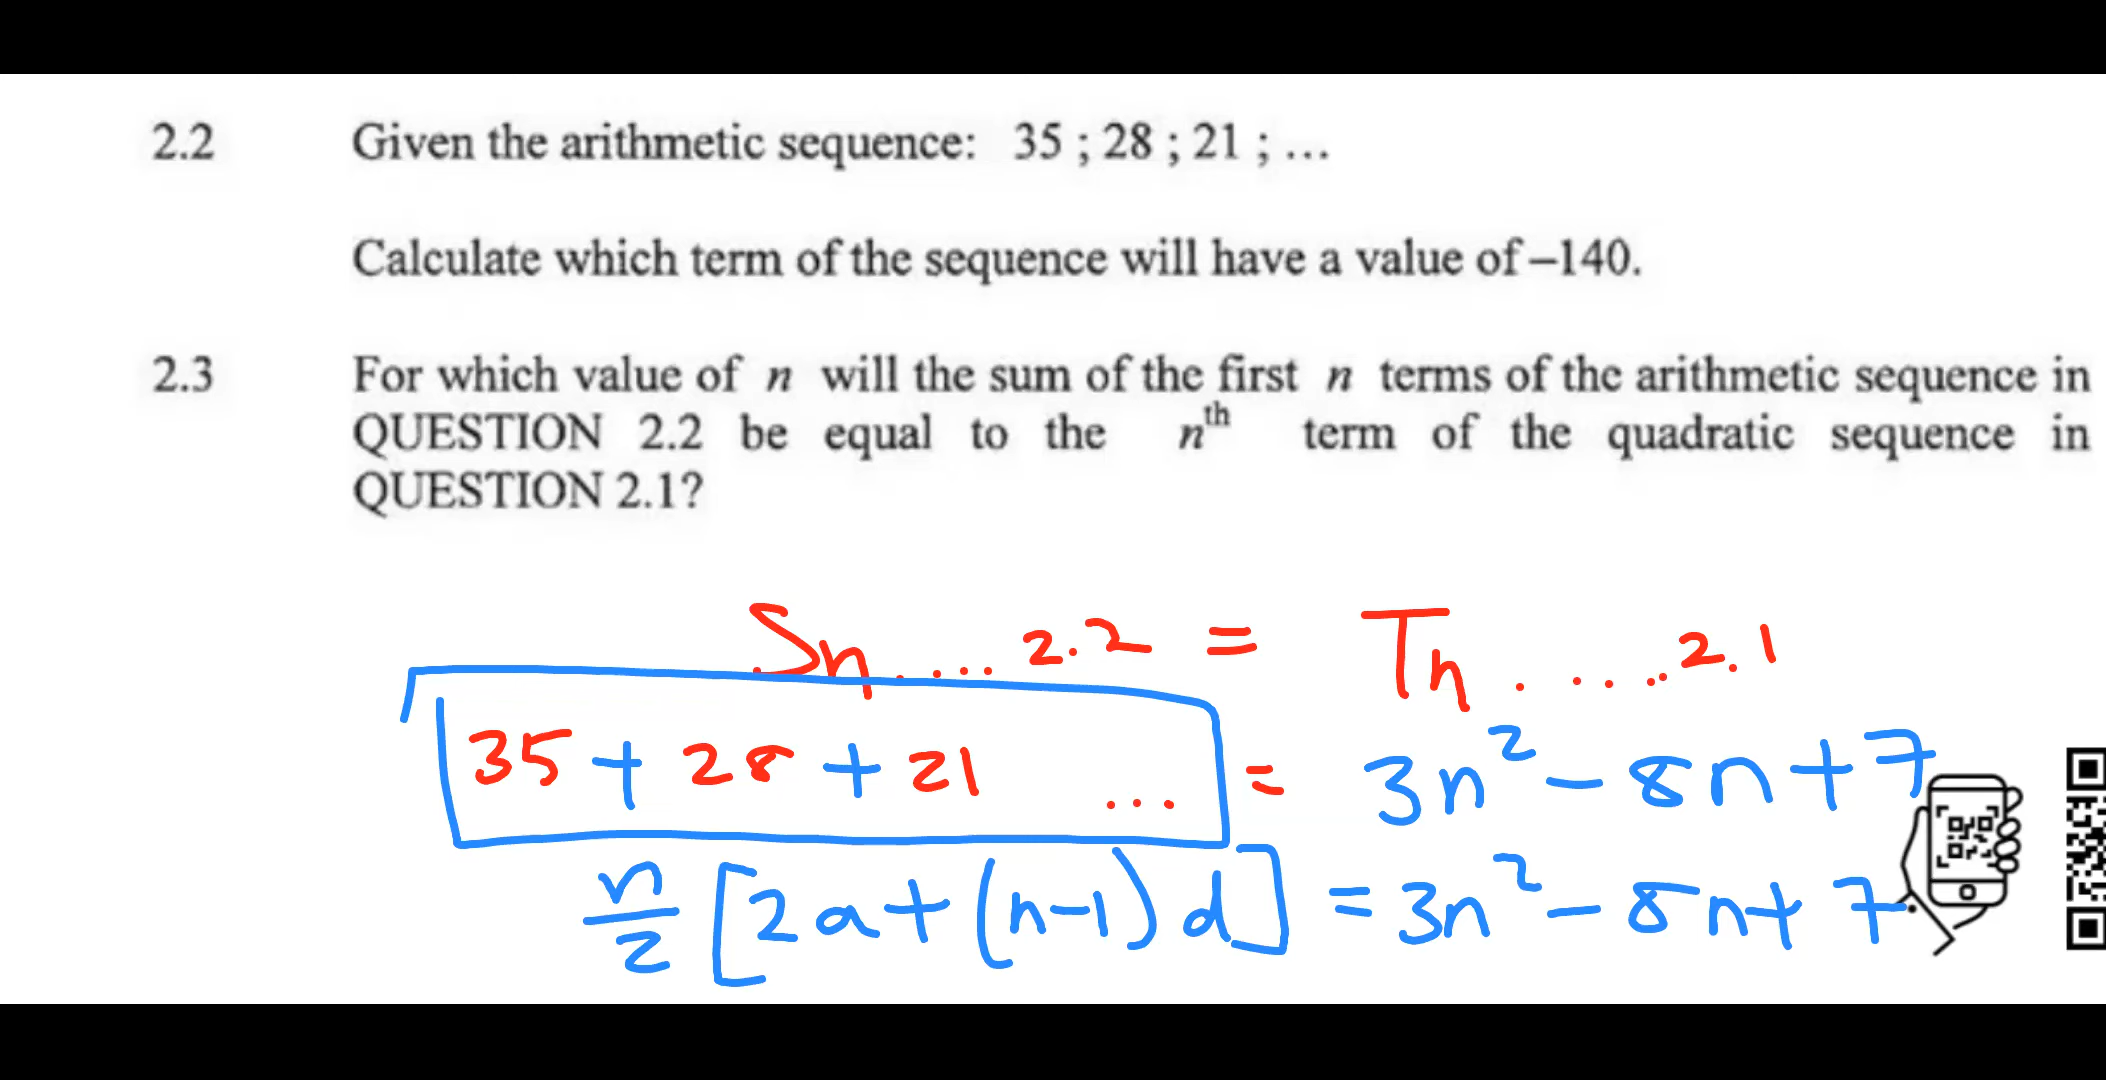 2.2 Given the arithmetic sequence: 35 ; 28 ; 21 ; ...
Calculate which term of the sequence will have a value of –140.
2.3 For which value of n will the sum of the first n terms of the arithmetic sequence in
QUESTION 2.2 be equal to the nth term of the quadratic sequence in
QUESTION 2.1?
Sn .... 2.2 = Tn ..... 2.1
35 + 28 + 21 ... = 3n² - 8n + 7
n/2 [2a + (n-1)d] = 3n² - 8n + 7